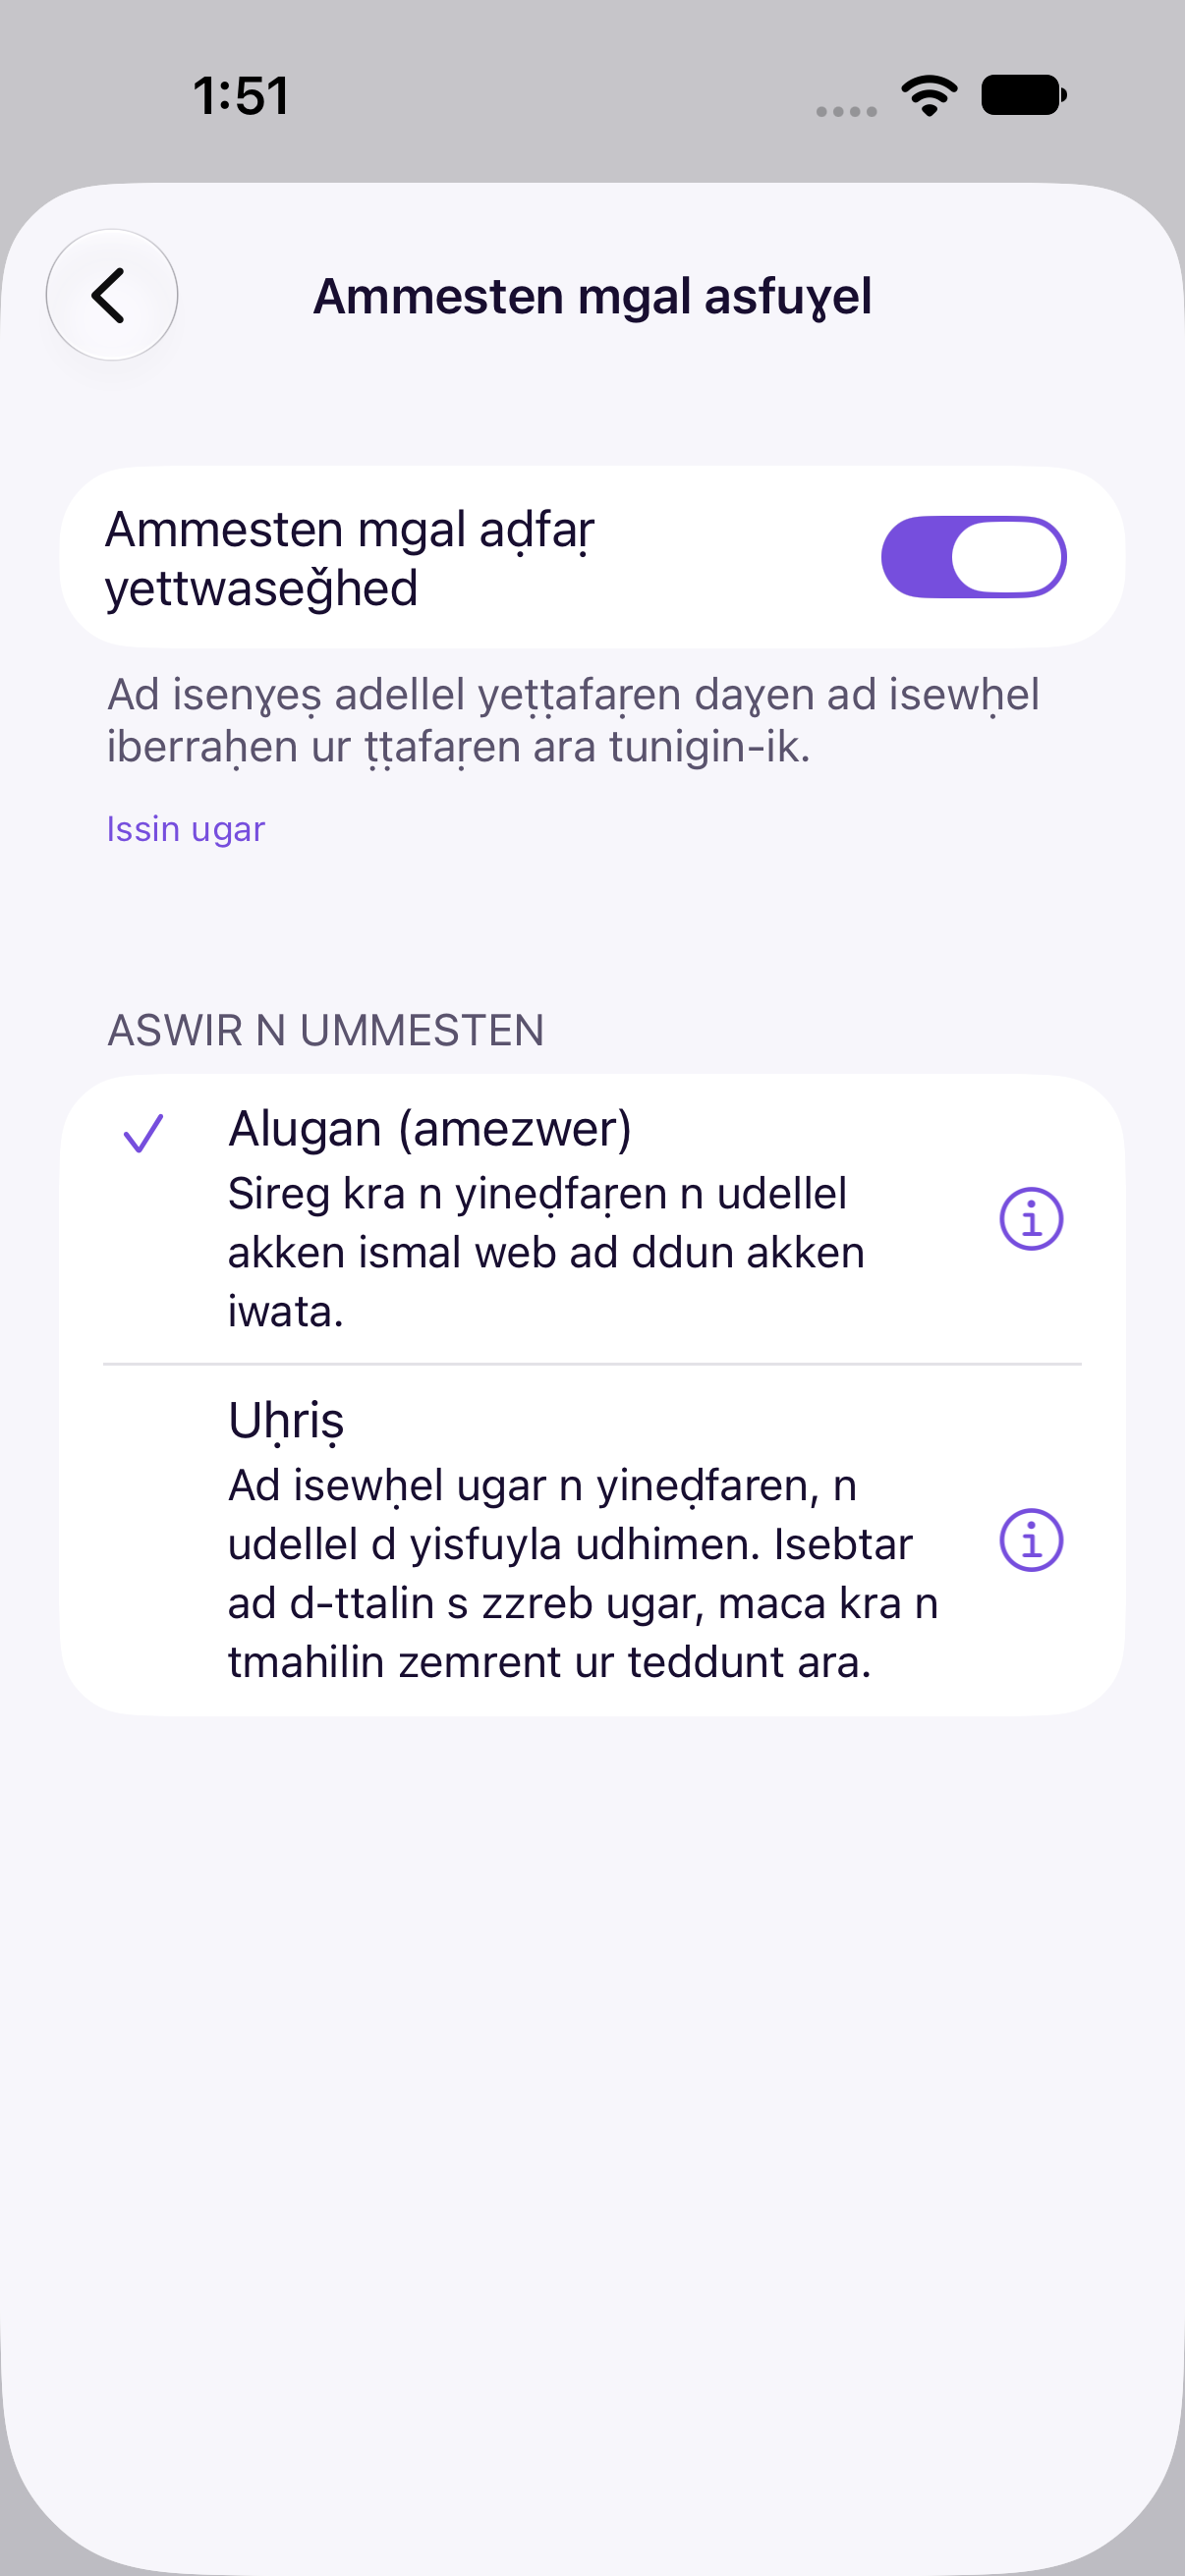 1:51
Ammesten mgal asfuɣel
Ammesten mgal aḍfaṛ
yettwaseǧhed
Ad isenɣeṣ adellel yeṭṭafaṛen daɣen ad isewḥel
iberraḥen ur ṭṭafaṛen ara tunigin-ik.
Issin ugar
ASWIR N UMMESTEN
Alugan (amezwer)
Sireg kra n yineḍfaṛen n udellel
akken ismal web ad ddun akken
iwata.
Uḥriṣ
Ad isewḥel ugar n yineḍfaren, n
udellel d yisfuyla udhimen. Isebtar
ad d-ttalin s zzreb ugar, maca kra n
tmahilin zemrent ur teddunt ara.